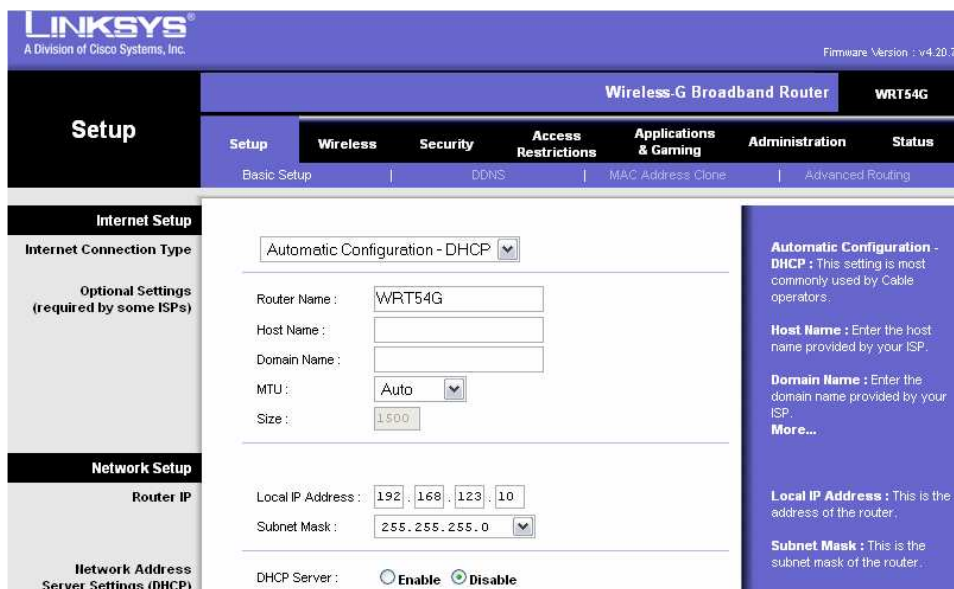 LINKSYS®
A Division of Cisco Systems, Inc.
Firmware Version : v4.20.7
Wireless-G Broadband Router WRT54G
Setup
Setup Wireless Security Access Restrictions Applications & Gaming Administration Status
Basic Setup | DDNS | MAC Address Clone | Advanced Routing
Internet Setup
Internet Connection Type
Automatic Configuration - DHCP
Optional Settings
(required by some ISPs)
Router Name : WRT54G
Host Name :
Domain Name :
MTU : Auto
Size : 1500
Network Setup
Router IP
Local IP Address : 192 . 168 . 123 . 10
Subnet Mask : 255.255.255.0
Network Address
Server Settings (DHCP)
DHCP Server : Enable Disable
Automatic Configuration -
DHCP : This setting is most
commonly used by Cable
operators.
Host Name : Enter the host
name provided by your ISP.
Domain Name : Enter the
domain name provided by your
ISP.
More...
Local IP Address : This is the
address of the router.
Subnet Mask : This is the
subnet mask of the router.